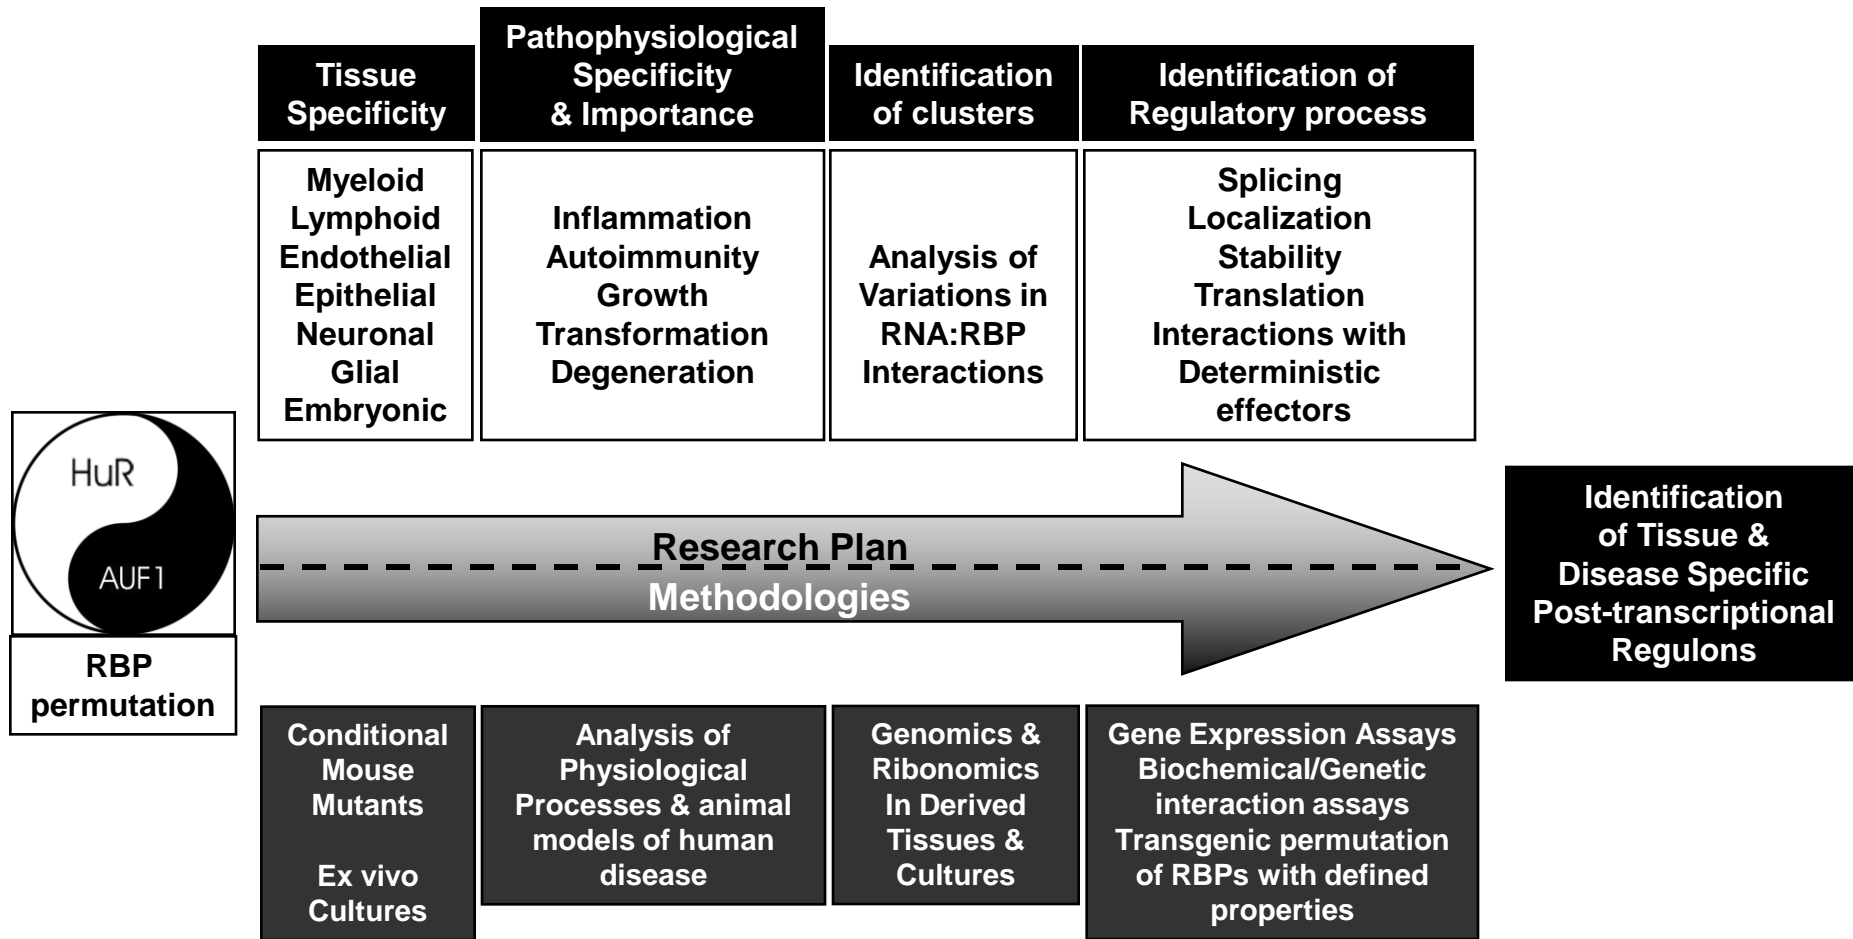 Tissue
Specificity
Pathophysiological
Specificity
& Importance
Identification
of clusters
Identification of
Regulatory process
Myeloid
Lymphoid
Endothelial
Epithelial
Neuronal
Glial
Embryonic
Inflammation
Autoimmunity
Growth
Transformation
Degeneration
Analysis of
Variations in
RNA:RBP
Interactions
Splicing
Localization
Stability
Translation
Interactions with
Deterministic
effectors
HuR
AUF1
RBP
permutation
Research Plan
Methodologies
Identification
of Tissue &
Disease Specific
Post-transcriptional
Regulons
Conditional
Mouse
Mutants
Ex vivo
Cultures
Analysis of
Physiological
Processes & animal
models of human
disease
Genomics &
Ribonomics
In Derived
Tissues &
Cultures
Gene Expression Assays
Biochemical/Genetic
interaction assays
Transgenic permutation
of RBPs with defined
properties